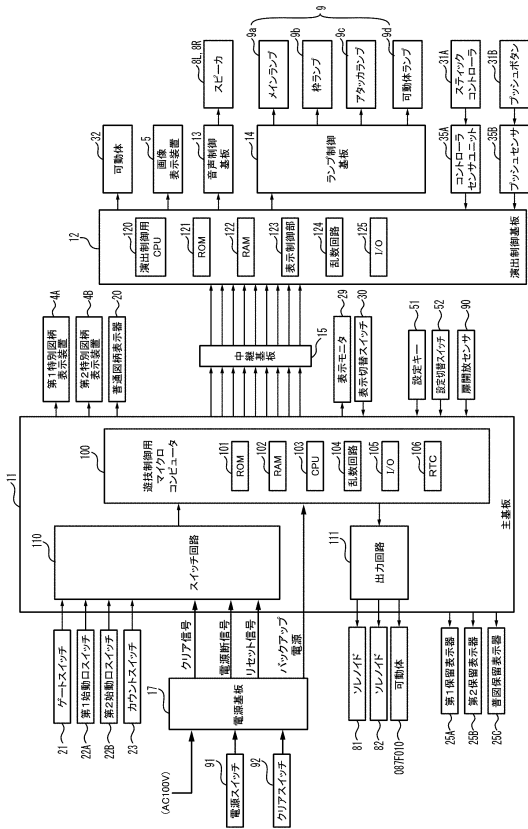 11
ゲートスイッチ
21
第1始動口スイッチ
22A
第2始動口スイッチ
22B
カウントスイッチ
23
110
スイッチ回路
100
遊技制御用
マイクロ
コンピュータ
101
ROM
102
RAM
103
CPU
104
乱数回路
105
I/O
106
RTC
クリア信号
電源断信号
リセット信号
バックアップ
電源
17
電源基板
(AC100V)
91
電源スイッチ
92
クリアスイッチ
111
出力回路
主基板
ソレノイド
81
ソレノイド
82
可動体
087F010
第1保留表示器
25A
第2保留表示器
25B
普図保留表示器
25C
第1特別図柄
表示装置
4A
第2特別図柄
表示装置
4B
普通図柄表示器
20
中継基板
15
表示モニタ
29
表示切替スイッチ
30
設定キー
51
設定切替スイッチ
52
扉開放センサ
90
12
120
演出制御用
CPU
121
ROM
122
RAM
123
表示制御部
124
乱数回路
125
I/O
演出制御基板
32
可動体
5
画像
表示装置
13
音声制御
基板
8L, 8R
スピーカ
14
ランプ制御
基板
9
9a
メインランプ
9b
枠ランプ
9c
アタッカランプ
9d
可動体ランプ
35A
コントローラ
センサユニット
31A
スティック
コントローラ
35B
プッシュセンサ
31B
プッシュボタン